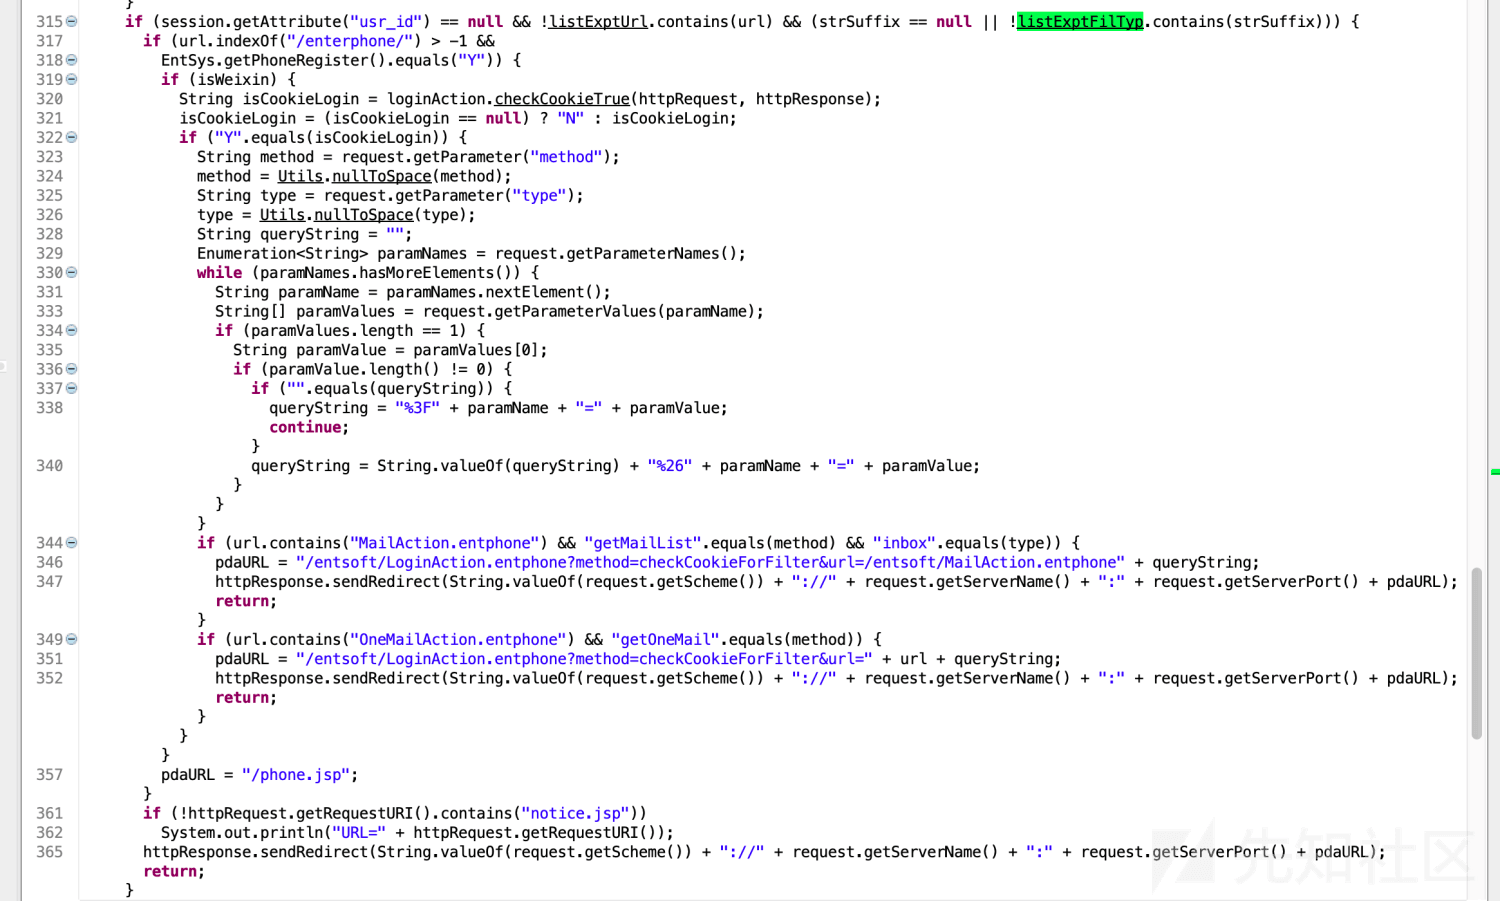 }
315 if (session.getAttribute("usr_id") == null && !listExptUrl.contains(url) && (strSuffix == null || !listExptFilTyp.contains(strSuffix))) {
317 if (url.indexOf("/enterphone/") > -1 &&
318 EntSys.getPhoneRegister().equals("Y")) {
319 if (isWeixin) {
320 String isCookieLogin = loginAction.checkCookieTrue(httpRequest, httpResponse);
321 isCookieLogin = (isCookieLogin == null) ? "N" : isCookieLogin;
322 if ("Y".equals(isCookieLogin)) {
323 String method = request.getParameter("method");
324 method = Utils.nullToSpace(method);
325 String type = request.getParameter("type");
326 type = Utils.nullToSpace(type);
328 String queryString = "";
329 Enumeration<String> paramNames = request.getParameterNames();
330 while (paramNames.hasMoreElements()) {
331 String paramName = paramNames.nextElement();
333 String[] paramValues = request.getParameterValues(paramName);
334 if (paramValues.length == 1) {
335 String paramValue = paramValues[0];
336 if (paramValue.length() != 0) {
337 if ("".equals(queryString)) {
338 queryString = "%3F" + paramName + "=" + paramValue;
continue;
}
340 queryString = String.valueOf(queryString) + "%26" + paramName + "=" + paramValue;
}
}
}
344 if (url.contains("MailAction.entphone") && "getMailList".equals(method) && "inbox".equals(type)) {
346 pdaURL = "/entsoft/LoginAction.entphone?method=checkCookieForFilter&url=/entsoft/MailAction.entphone" + queryString;
347 httpResponse.sendRedirect(String.valueOf(request.getScheme()) + "://" + request.getServerName() + ":" + request.getServerPort() + pdaURL);
return;
}
349 if (url.contains("OneMailAction.entphone") && "getOneMail".equals(method)) {
351 pdaURL = "/entsoft/LoginAction.entphone?method=checkCookieForFilter&url=" + url + queryString;
352 httpResponse.sendRedirect(String.valueOf(request.getScheme()) + "://" + request.getServerName() + ":" + request.getServerPort() + pdaURL);
return;
}
}
}
357 pdaURL = "/phone.jsp";
}
361 if (!httpRequest.getRequestURI().contains("notice.jsp"))
362 System.out.println("URL=" + httpRequest.getRequestURI());
365 httpResponse.sendRedirect(String.valueOf(request.getScheme()) + "://" + request.getServerName() + ":" + request.getServerPort() + pdaURL);
return;
}
先知社区